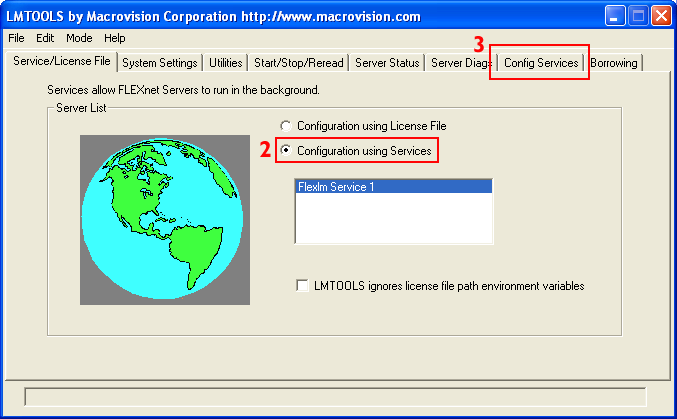 LMTOOLS by Macrovision Corporation http://www.macrovision.com
File Edit Mode Help
3
Service/License File System Settings Utilities Start/Stop/Reread Server Status Server Diags Config Services Borrowing
Services allow FLEXnet Servers to run in the background.
Server List
Configuration using License File
2 Configuration using Services
Flexlm Service 1
LMTOOLS ignores license file path environment variables